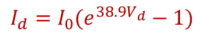 I_d = I_0(e^{38.9V_d} − 1)